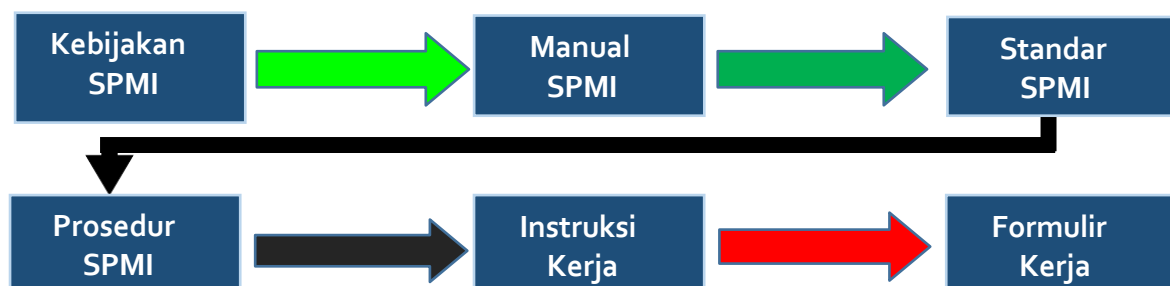 Kebijakan
SPMI
Manual
SPMI
Standar
SPMI
Prosedur
SPMI
Instruksi
Kerja
Formulir
Kerja